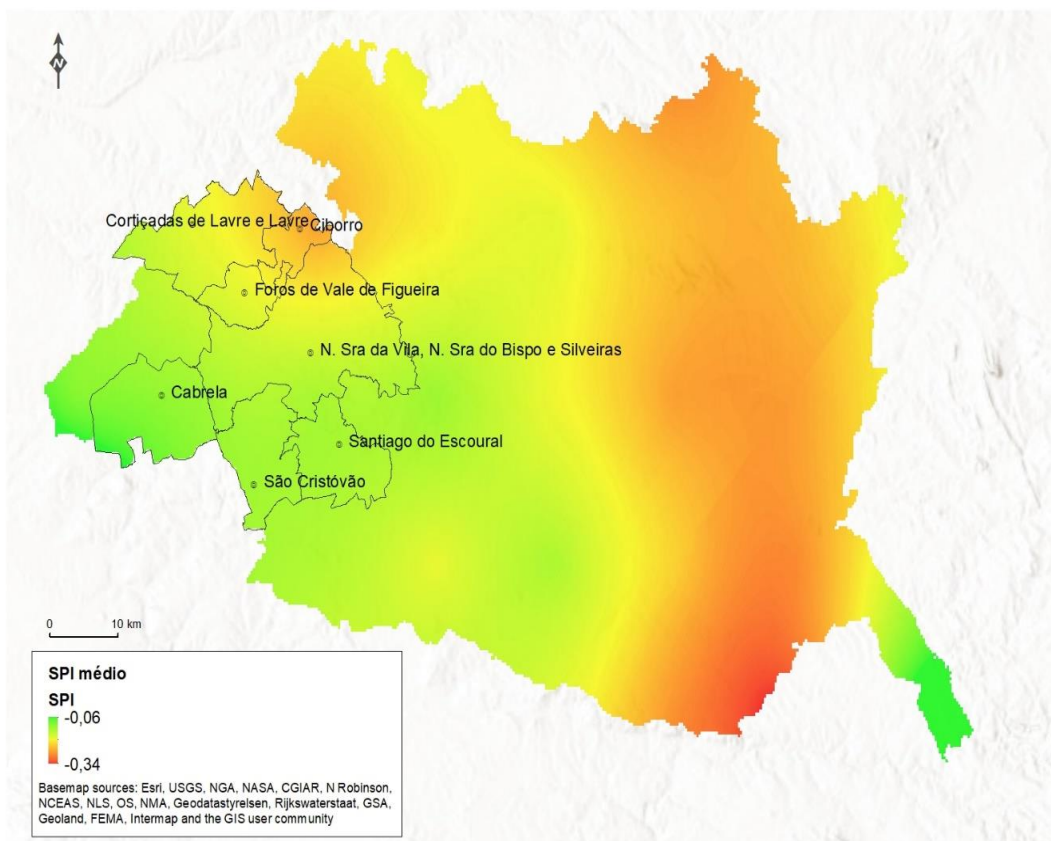 N
Cortiçadas de Lavre e Lavre
Ciborro
Foros de Vale de Figueira
N. Sra da Vila, N. Sra do Bispo e Silveiras
Cabrela
Santiago do Escoural
São Cristóvão
0 10 km
SPI médio
SPI
-0,06
-0,34
Basemap sources: Esri, USGS, NGA, NASA, CGIAR, N Robinson,
NCEAS, NLS, OS, NMA, Geodatastyrelsen, Rijkswaterstaat, GSA,
Geoland, FEMA, Intermap and the GIS user community